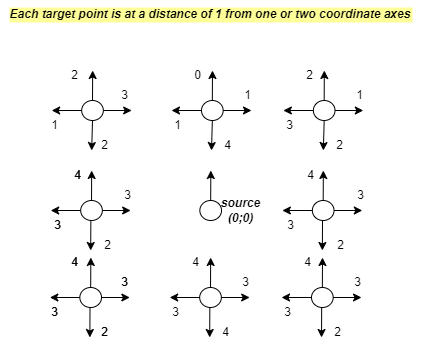 Each target point is at a distance of 1 from one or two coordinate axes
2 0 2
3 1 1
1 1 3
2 4 2
4 4
3 source 3
3 (0;0) 3
2 2
4 4 4
3 3 3
3 3 3
2 4 2